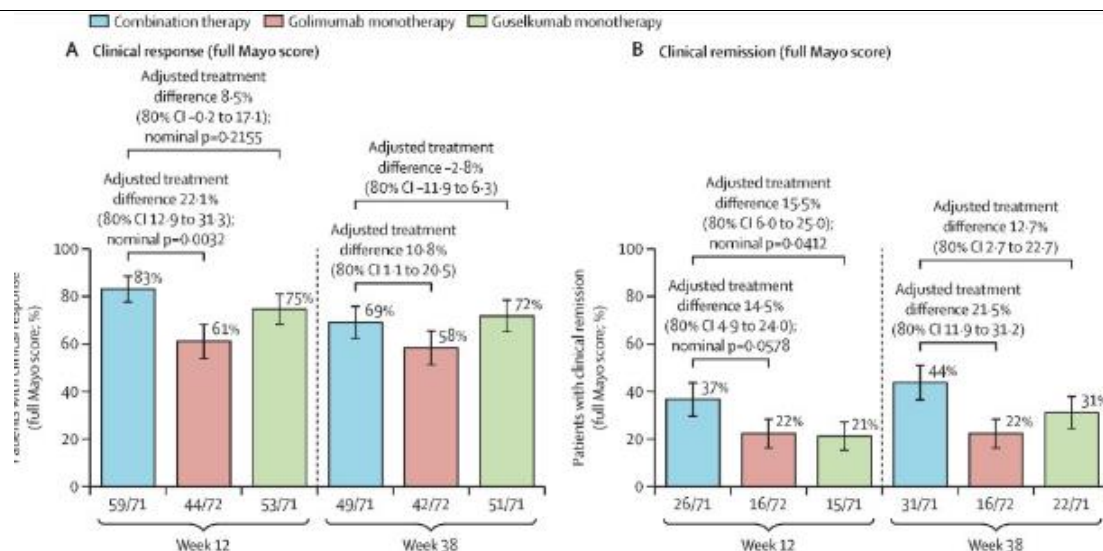 Combination therapy Golimumab monotherapy Guselkumab monotherapy
A Clinical response (full Mayo score)
Adjusted treatment
difference 8·5%
(80% CI –0·2 to 17·1);
nominal p=0·2155
Adjusted treatment
difference 22·1%
(80% CI 12·9 to 31·3);
nominal p=0·0032
Adjusted treatment
difference –2·8%
(80% CI –11·9 to 6·3)
Adjusted treatment
difference 10·8%
(80% CI 1·1 to 20·5)
Patients with clinical response
(full Mayo score; %)
100
80
60
40
20
0
83%
61%
75%
69%
58%
72%
59/71 44/72 53/71 49/71 42/72 51/71
Week 12 Week 38
B Clinical remission (full Mayo score)
Adjusted treatment
difference 15·5%
(80% CI 6·0 to 25·0);
nominal p=0·0412
Adjusted treatment
difference 14·5%
(80% CI 4·9 to 24·0);
nominal p=0·0578
Adjusted treatment
difference 12·7%
(80% CI 2·7 to 22·7)
Adjusted treatment
difference 21·5%
(80% CI 11·9 to 31·2)
Patients with clinical remission
(full Mayo score; %)
100
80
60
40
20
0
37%
22%
21%
44%
22%
31%
26/71 16/72 15/71 31/71 16/72 22/71
Week 12 Week 38